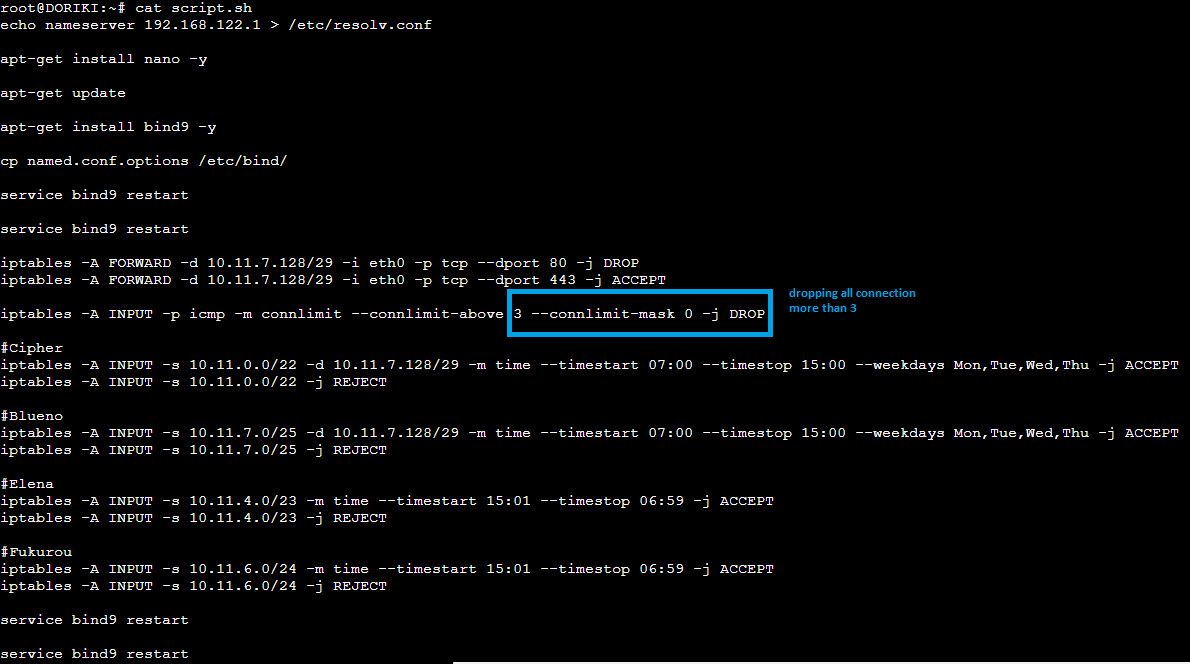 root@DORIKI:~# cat script.sh
echo nameserver 192.168.122.1 > /etc/resolv.conf
apt-get install nano -y
apt-get update
apt-get install bind9 -y
cp named.conf.options /etc/bind/
service bind9 restart
service bind9 restart
iptables -A FORWARD -d 10.11.7.128/29 -i eth0 -p tcp --dport 80 -j DROP
iptables -A FORWARD -d 10.11.7.128/29 -i eth0 -p tcp --dport 443 -j ACCEPT
iptables -A INPUT -p icmp -m connlimit --connlimit-above 3 --connlimit-mask 0 -j DROP
dropping all connection
more than 3
#Cipher
iptables -A INPUT -s 10.11.0.0/22 -d 10.11.7.128/29 -m time --timestart 07:00 --timestop 15:00 --weekdays Mon,Tue,Wed,Thu -j ACCEPT
iptables -A INPUT -s 10.11.0.0/22 -j REJECT
#Blueno
iptables -A INPUT -s 10.11.7.0/25 -d 10.11.7.128/29 -m time --timestart 07:00 --timestop 15:00 --weekdays Mon,Tue,Wed,Thu -j ACCEPT
iptables -A INPUT -s 10.11.7.0/25 -j REJECT
#Elena
iptables -A INPUT -s 10.11.4.0/23 -m time --timestart 15:01 --timestop 06:59 -j ACCEPT
iptables -A INPUT -s 10.11.4.0/23 -j REJECT
#Fukurou
iptables -A INPUT -s 10.11.6.0/24 -m time --timestart 15:01 --timestop 06:59 -j ACCEPT
iptables -A INPUT -s 10.11.6.0/24 -j REJECT
service bind9 restart
service bind9 restart